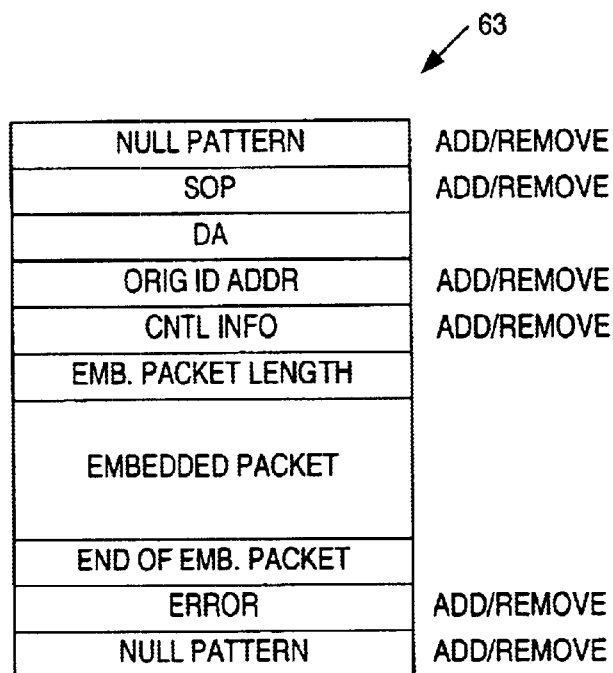 63
NULL PATTERN ADD/REMOVE
SOP ADD/REMOVE
DA
ORIG ID ADDR ADD/REMOVE
CNTL INFO ADD/REMOVE
EMB. PACKET LENGTH
EMBEDDED PACKET
END OF EMB. PACKET
ERROR ADD/REMOVE
NULL PATTERN ADD/REMOVE